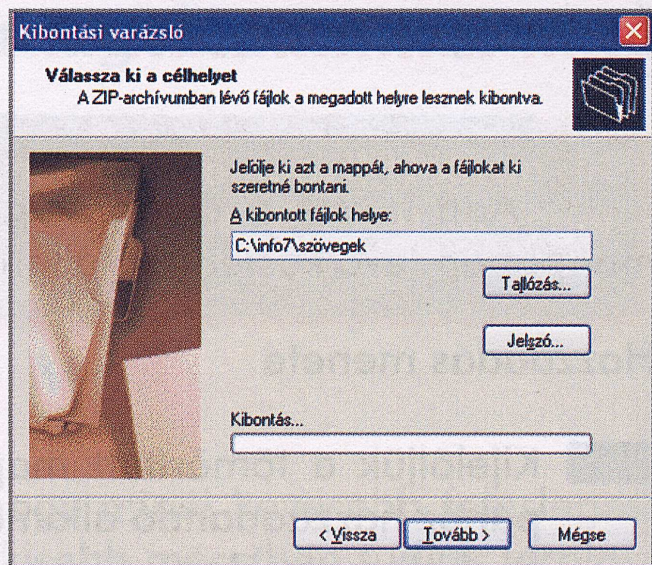 Kibontási varázsló
Válassza ki a célhelyet
A ZIP-archívumban lévő fájlok a megadott helyre lesznek kibontva.
Jelölje ki azt a mappát, ahova a fájlokat ki
szeretné bontani.
A kibontott fájlok helye:
C:\info7\szövegek
Tallózás...
Jelszó...
Kibontás...
< Vissza
Tovább >
Mégse